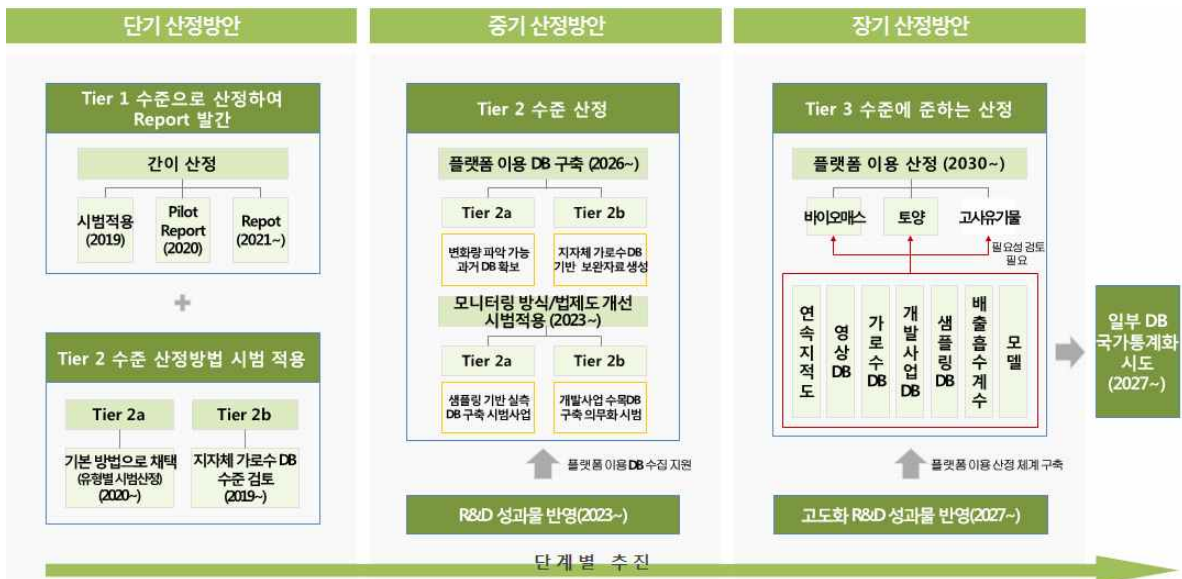 단기 산정방안
Tier 1 수준으로 산정하여
Report 발간
간이 산정
시범적용
(2019)
Pilot
Report
(2020)
Repot
(2021~)
+
Tier 2 수준 산정방법 시범 적용
Tier 2a
Tier 2b
기본 방법으로 채택
(유형별 시범산정)
(2020~)
지자체 가로수 DB
수준 검토
(2019~)
중기 산정방안
Tier 2 수준 산정
플랫폼 이용 DB 구축 (2026~)
Tier 2a
Tier 2b
변화량 파악 가능
과거 DB 확보
지자체 가로수 DB
기반 보완자료 생성
모니터링 방식/법제도 개선
시범적용 (2023~)
Tier 2a
Tier 2b
샘플링 기반 실측
DB 구축 시범사업
개발사업 수목DB
구축 의무화 시범
플랫폼 이용 DB 수집 지원
R&D 성과물 반영(2023~)
장기 산정방안
Tier 3 수준에 준하는 산정
플랫폼 이용 산정 (2030~)
바이오매스
토양
고사유기물
필요성 검토
필요
연속지적도
영상DB
가로수DB
개발사업DB
샘플링DB
배출흡수계수
모델
플랫폼 이용 산정 체계 구축
고도화 R&D 성과물 반영(2027~)
일부 DB
국가통계화
시도
(2027~)
단계별 추진